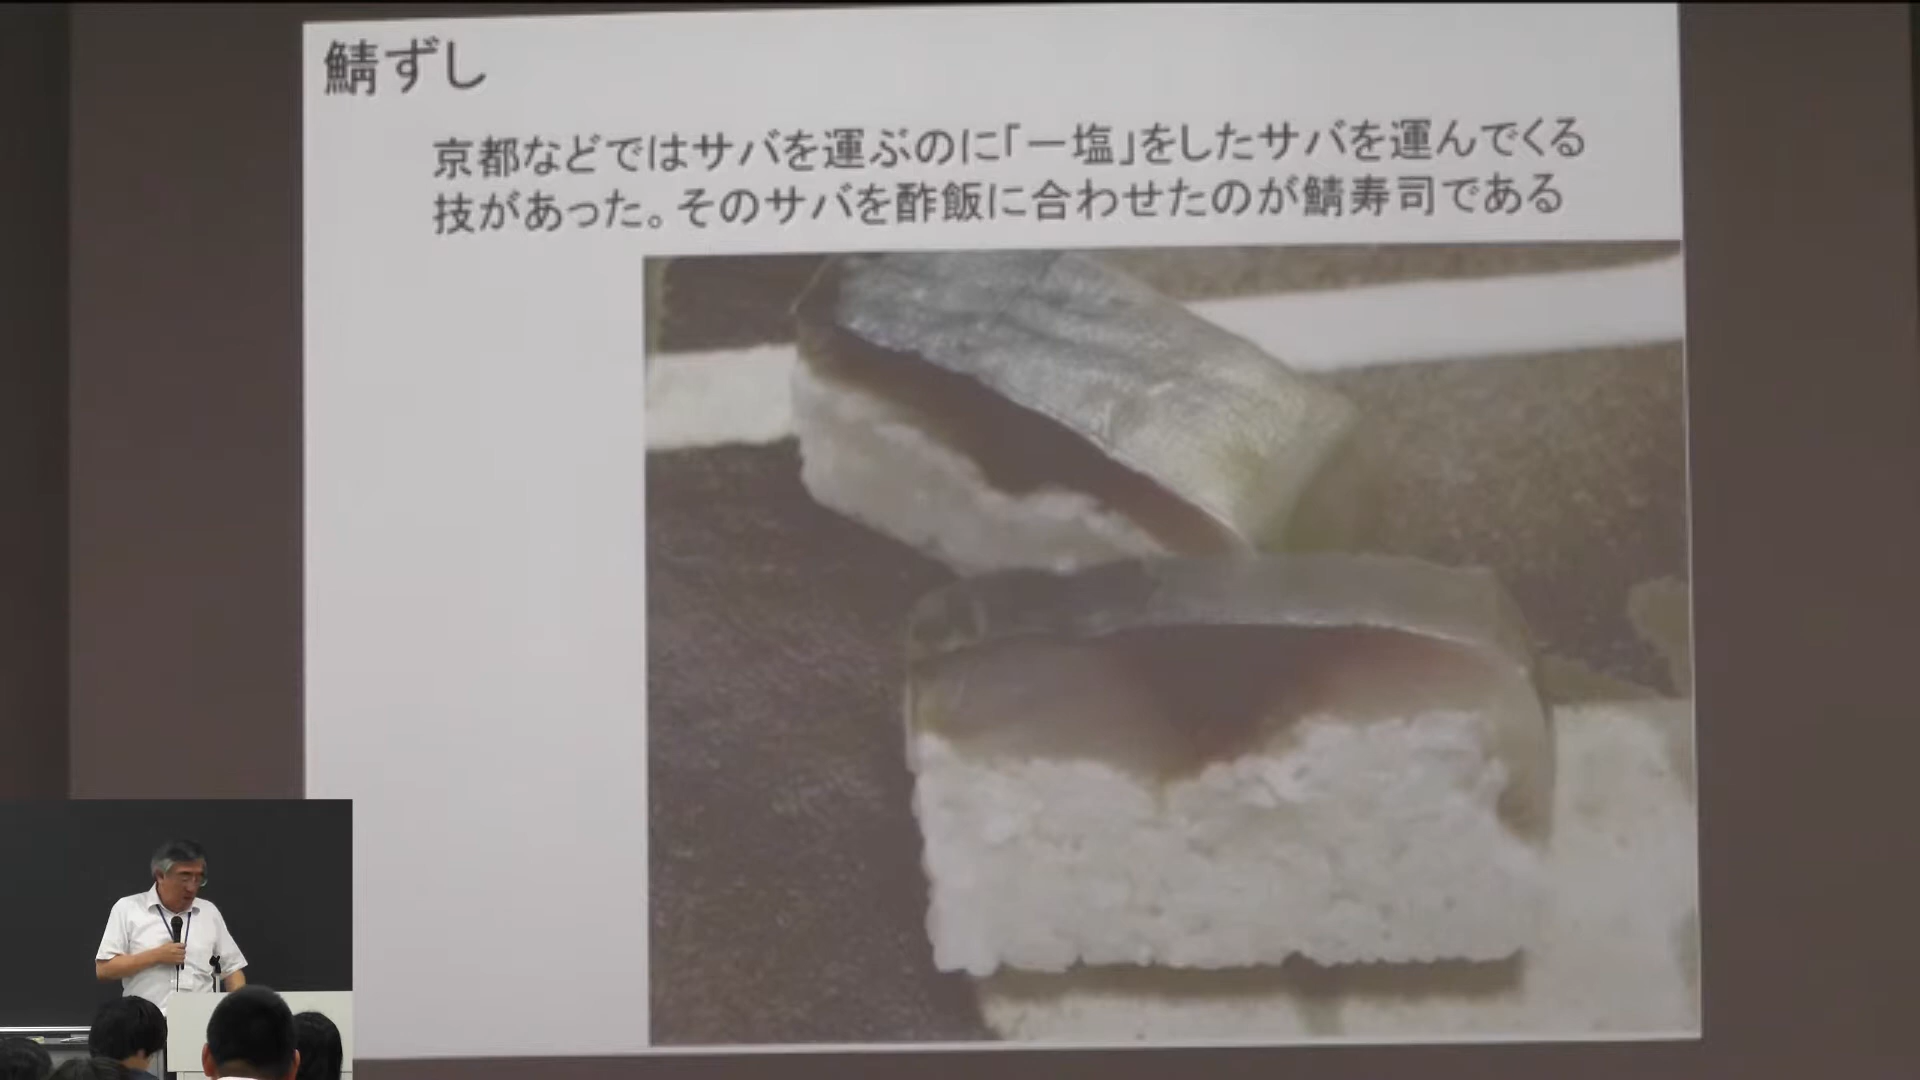 鯖ずし
京都などではサバを運ぶのに「一塩」をしたサバを運んでくる
技があった。そのサバを酢飯に合わせたのが鯖寿司である